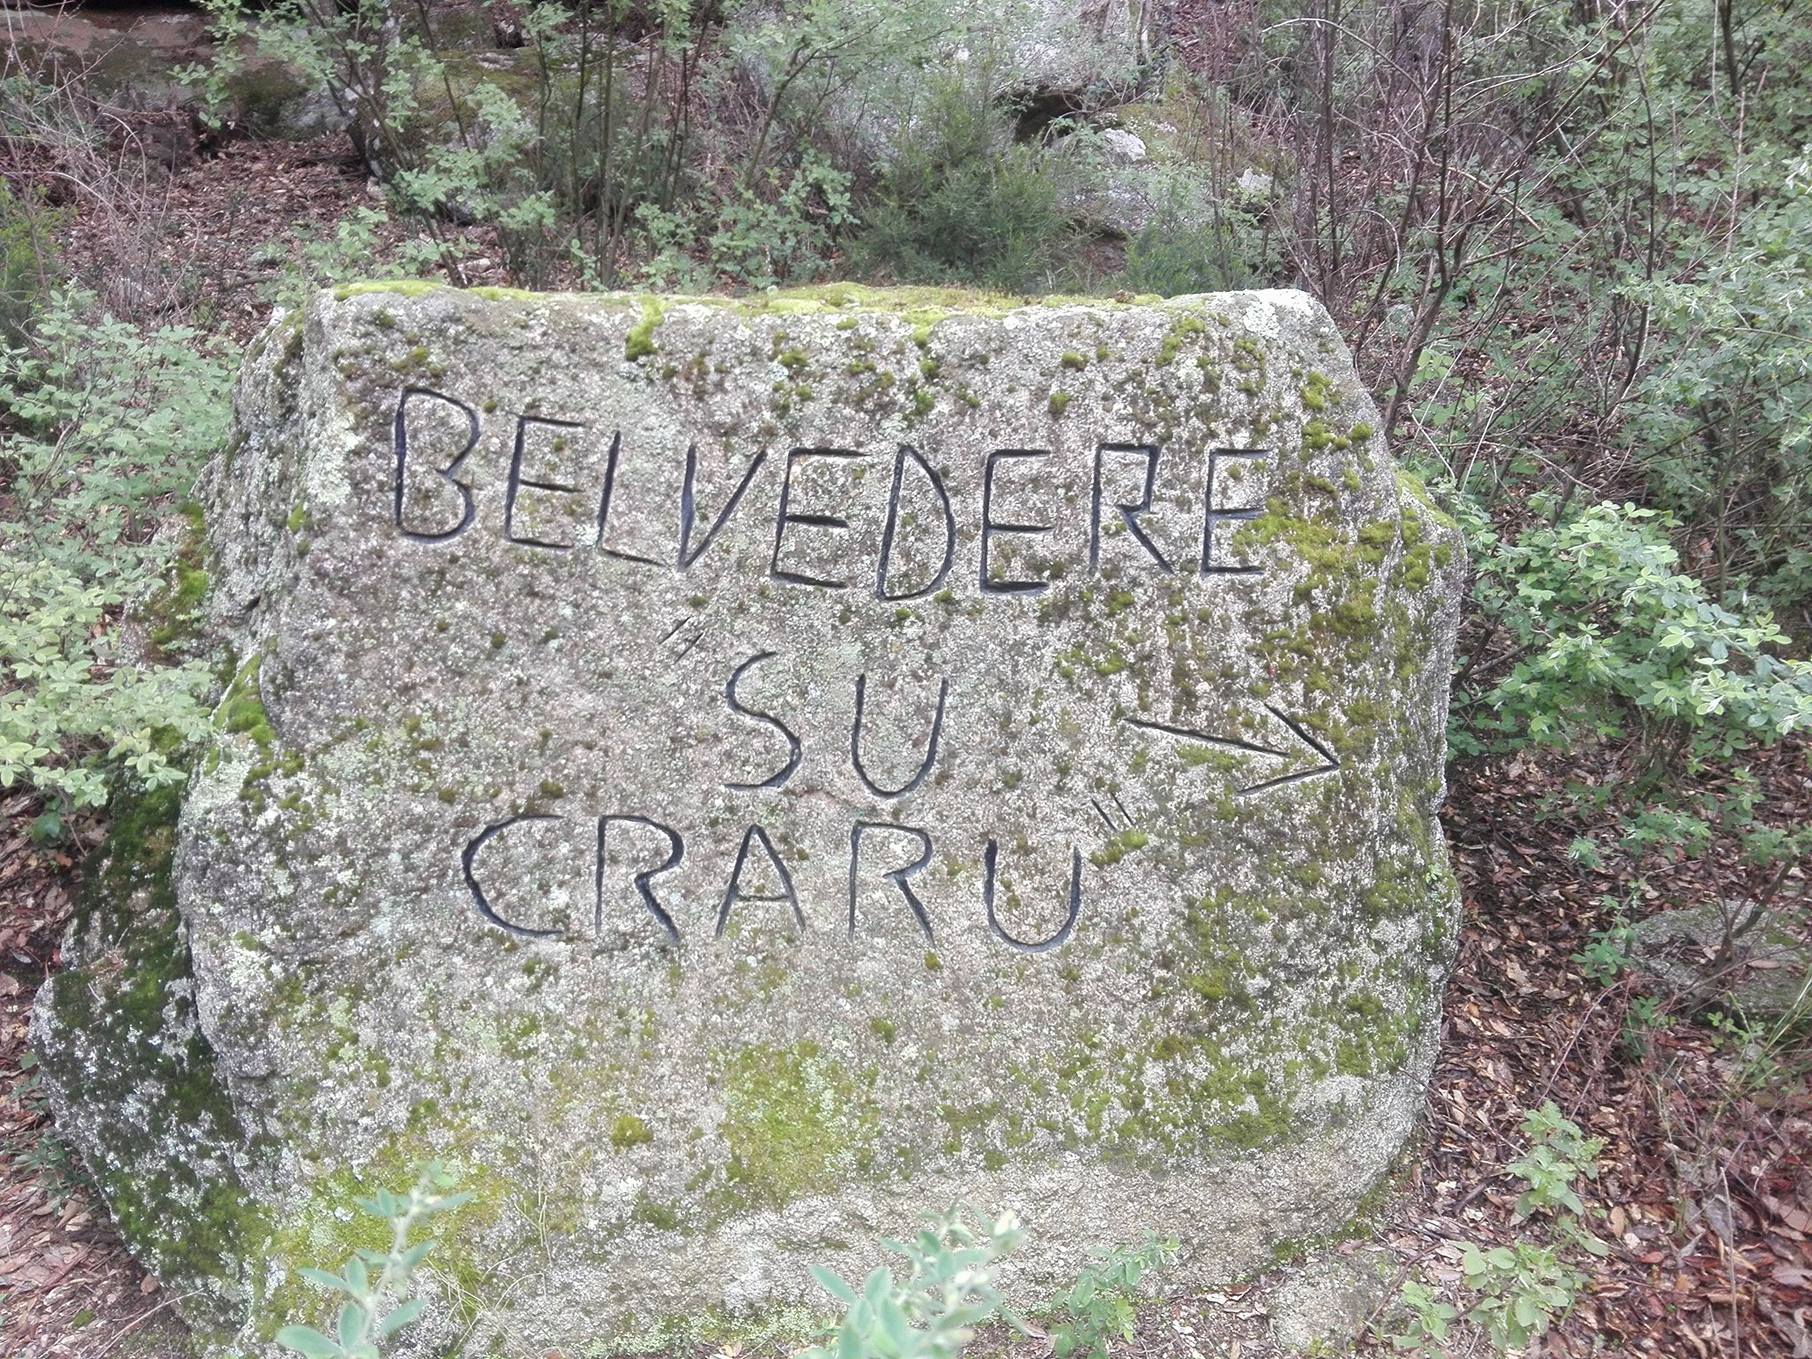 BELVEDERE
"SU →
CRARU"